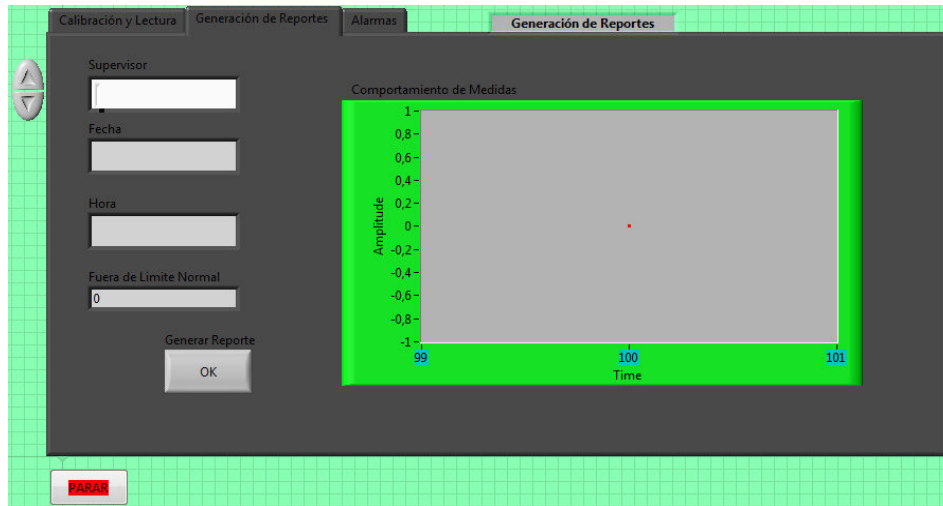 Calibración y Lectura
Generación de Reportes
Alarmas
Generación de Reportes
Supervisor
Fecha
Hora
Fuera de Limite Normal
0
Generar Reporte
OK
Comportamiento de Medidas
Amplitude
1
0,8
0,6
0,4
0,2
0
-0,2
-0,4
-0,6
-0,8
-1
99 100 101
Time
PARAR